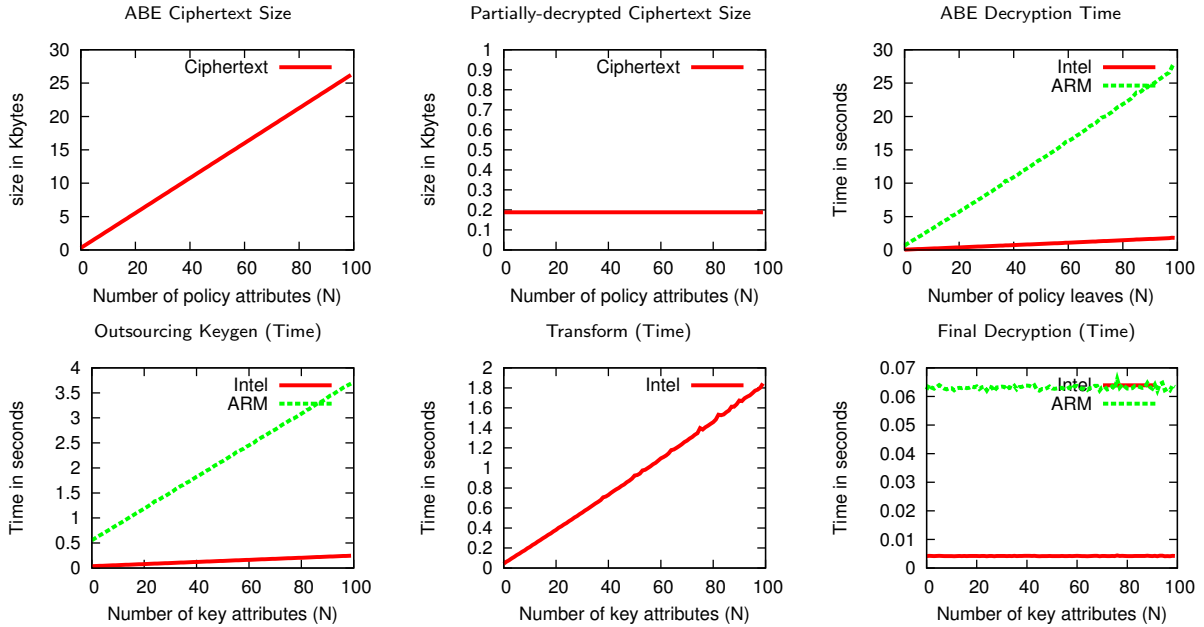 ABE Ciphertext Size
30
25
20
15
10
5
0
0 20 40 60 80 100
size in Kbytes
Number of policy attributes (N)
Ciphertext
Partially-decrypted Ciphertext Size
1
0.9
0.8
0.7
0.6
0.5
0.4
0.3
0.2
0.1
0
0 20 40 60 80 100
size in Kbytes
Number of policy attributes (N)
Ciphertext
ABE Decryption Time
30
25
20
15
10
5
0
0 20 40 60 80 100
Time in seconds
Number of policy leaves (N)
Intel
ARM
Outsourcing Keygen (Time)
4
3.5
3
2.5
2
1.5
1
0.5
0
0 20 40 60 80 100
Time in seconds
Number of key attributes (N)
Intel
ARM
Transform (Time)
2
1.8
1.6
1.4
1.2
1
0.8
0.6
0.4
0.2
0
0 20 40 60 80 100
Time in seconds
Number of key attributes (N)
Intel
Final Decryption (Time)
0.07
0.06
0.05
0.04
0.03
0.02
0.01
0
0 20 40 60 80 100
Time in seconds
Number of key attributes (N)
Intel
ARM